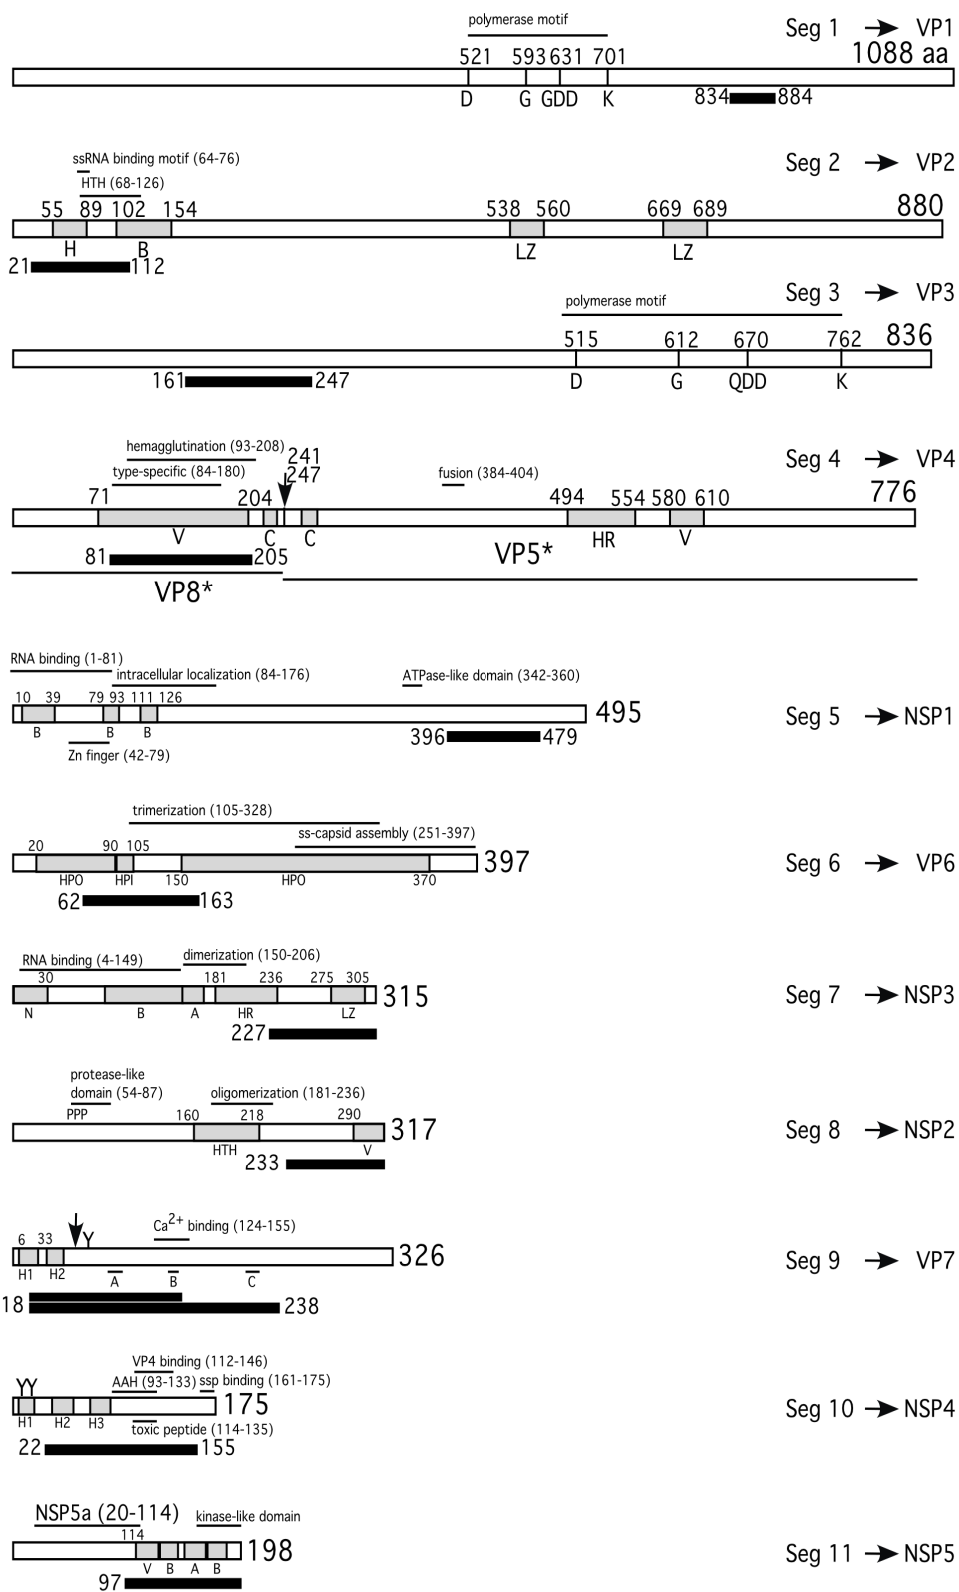 polymerase motif
Seg 1 VP1
1088 aa
521 593 631 701
D G GDD K
834 884
ssRNA binding motif (64-76)
Seg 2 VP2
HTH (68-126)
55 89 102 154 538 560 669 689 880
H B LZ LZ
21 112
Seg 3 VP3
polymerase motif
515 612 670 762 836
161 247
D G QDD K
hemagglutination (93-208)
241
Seg 4 VP4
type-specific (84-180)
247
fusion (384-404)
71 204 494 554 580 610 776
V C C HR V
81 205
VP5*
VP8*
RNA binding (1-81)
intracellular localization (84-176)
ATPase-like domain (342-360)
10 39 79 93 111 126
495
Seg 5 NSP1
B B B
396 479
Zn finger (42-79)
trimerization (105-328)
ss-capsid assembly (251-397)
20 90 105
397
Seg 6 VP6
HPO HPI 150 HPO 370
62 163
RNA binding (4-149)
dimerization (150-206)
30 181 236 275 305
315
Seg 7 NSP3
N B A HR LZ
227
protease-like
domain (54-87)
oligomerization (181-236)
PPP
160 218 290
317
Seg 8 NSP2
HTH V
233
Ca2+ binding (124-155)
6 33 Y
326
Seg 9 VP7
H1 H2 A B C
18 238
VP4 binding (112-146)
YY
AAH (93-133)
ssp binding (161-175)
175
Seg 10 NSP4
H1 H2 H3
toxic peptide (114-135)
22 155
NSP5a (20-114)
kinase-like domain
114
198
Seg 11 NSP5
V B A B
97